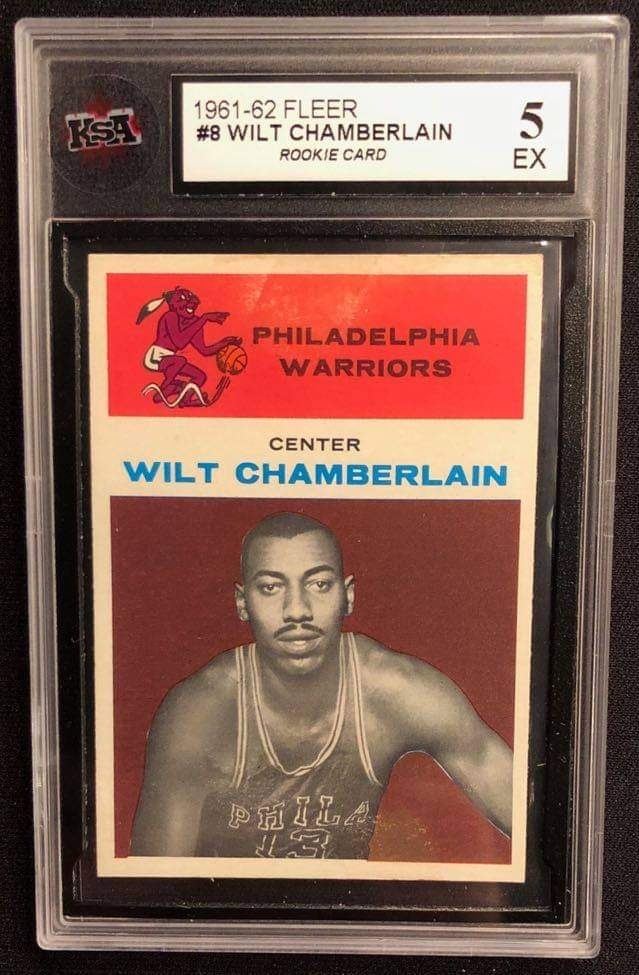 KSA
1961-62 FLEER
#8 WILT CHAMBERLAIN
ROOKIE CARD
5
EX
PHILADELPHIA
WARRIORS
CENTER
WILT CHAMBERLAIN
PHILA
13